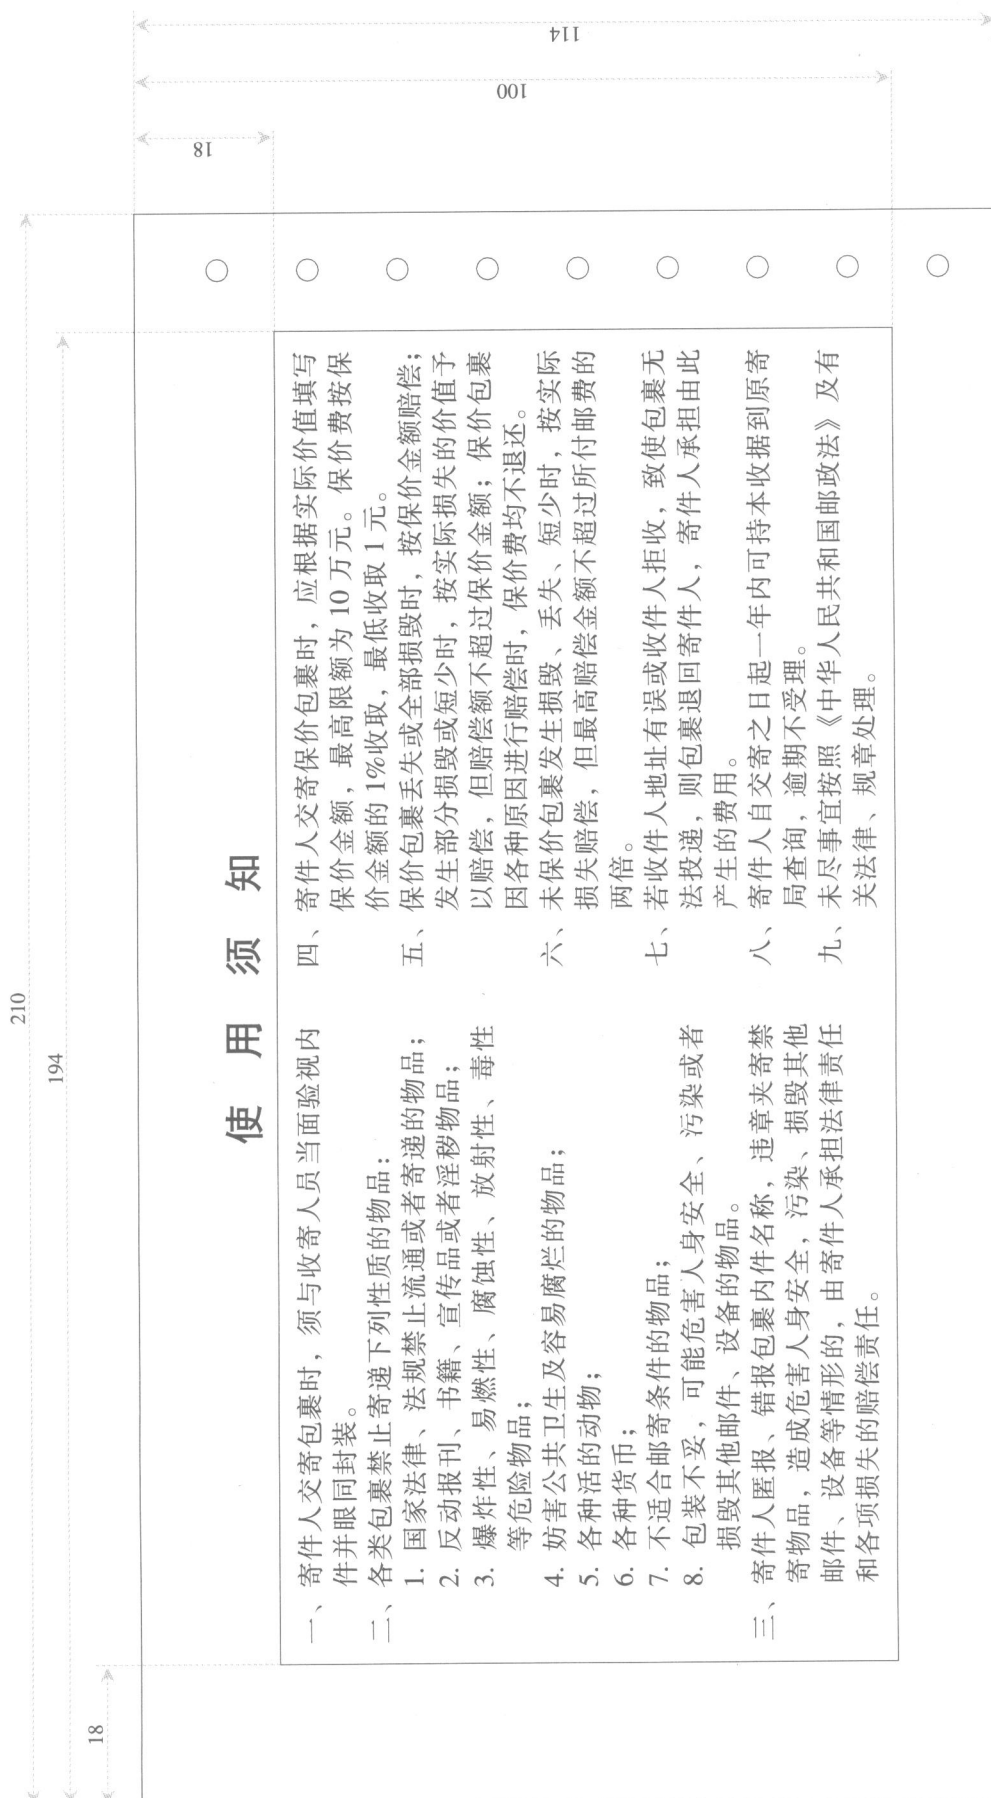 使用须知
一、寄件人交寄包裹时，须与收寄人员当面验视内
件并眼同封装。
二、各类包裹禁止寄递下列性质的物品：
1. 国家法律、法规禁止流通或者寄递的物品；
2. 反动报刊、书籍、宣传品或者淫秽物品；
3. 爆炸性、易燃性、腐蚀性、放射性、毒性
等危险物品；
4. 妨害公共卫生及容易腐烂的物品；
5. 各种活的动物；
6. 各种货币；
7. 不适合邮寄条件的物品；
8. 包装不妥，可能危害人身安全、污染或者
损毁其他邮件、设备的物品。
三、寄件人匿报、错报包裹内件名称，违章夹寄禁
寄物品，造成危害人身安全，污染、损毁其他
邮件、设备等情形的，由寄件人承担法律责任
和各项损失的赔偿责任。
四、寄件人交寄保价包裹时，应根据实际价值填写
保价金额，最高限额为 10 万元。保价费按保
价金额的 1%收取，最低收取 1 元。
五、保价包裹丢失或全部损毁时，按保价金额赔偿；
发生部分损毁或短少时，按实际损失的价值予
以赔偿，但赔偿额不超过保价金额；保价包裹
因各种原因进行赔偿时，保价费均不退还。
六、未保价包裹发生损毁、丢失、短少时，按实际
损失赔偿，但最高赔偿金额不超过所付邮费的
两倍。
七、若收件人地址有误或收件人拒收，致使包裹无
法投递，则包裹退回寄件人，寄件人承担由此
产生的费用。
八、寄件人自交寄之日起一年内可持本收据到原寄
局查询，逾期不受理。
九、未尽事宜按照《中华人民共和国邮政法》及有
关法律、规章处理。
210
194
18
18
100
114